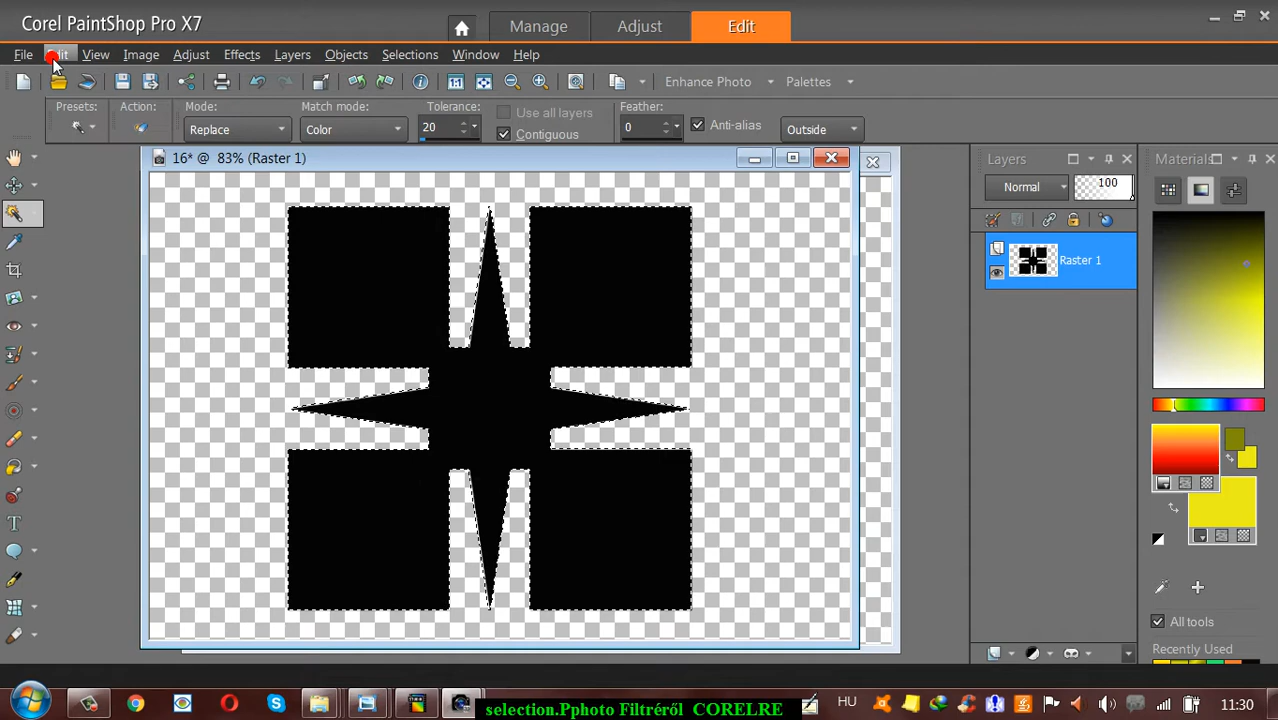 Corel PaintShop Pro X7
Manage
Adjust
Edit
File
Edit
View
Image
Adjust
Effects
Layers
Objects
Selections
Window
Help
Enhance Photo
Palettes
Presets:
Action:
Mode:
Replace
Match mode:
Color
Tolerance:
20
Use all layers
Contiguous
Feather:
0
Anti-alias
Outside
16* @ 83% (Raster 1)
Layers
Normal
100
Raster 1
Materials
All tools
Recently Used
HU
11:30
selection.Pphoto Filtréről CORELRE